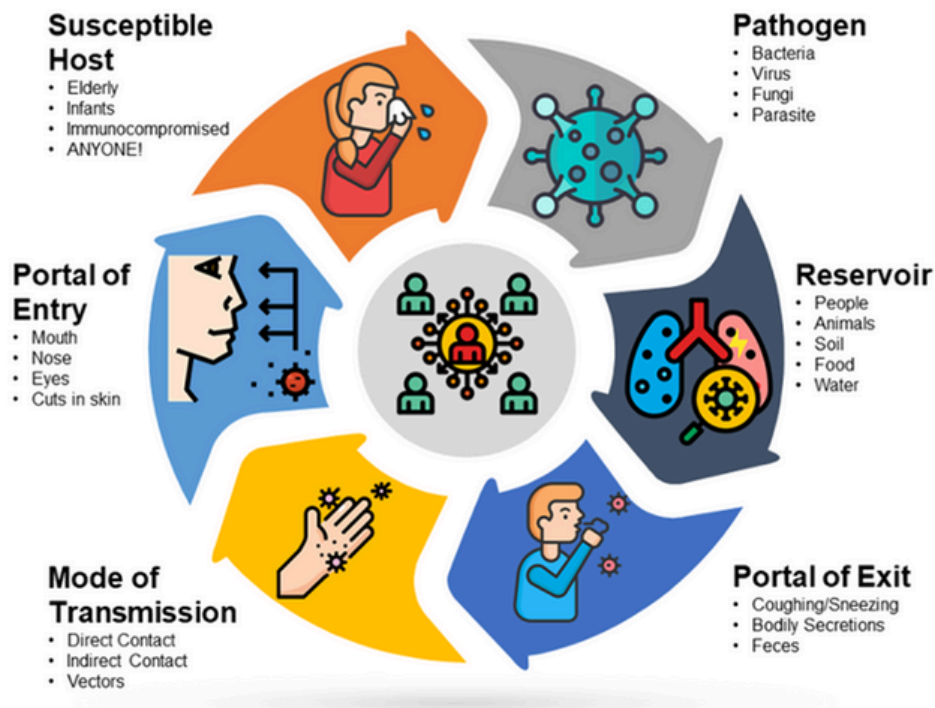 Susceptible
Host
• Elderly
• Infants
• Immunocompromised
• ANYONE!
Pathogen
• Bacteria
• Virus
• Fungi
• Parasite
Portal of
Entry
• Mouth
• Nose
• Eyes
• Cuts in skin
Reservoir
• People
• Animals
• Soil
• Food
• Water
Mode of
Transmission
• Direct Contact
• Indirect Contact
• Vectors
Portal of Exit
• Coughing/Sneezing
• Bodily Secretions
• Feces